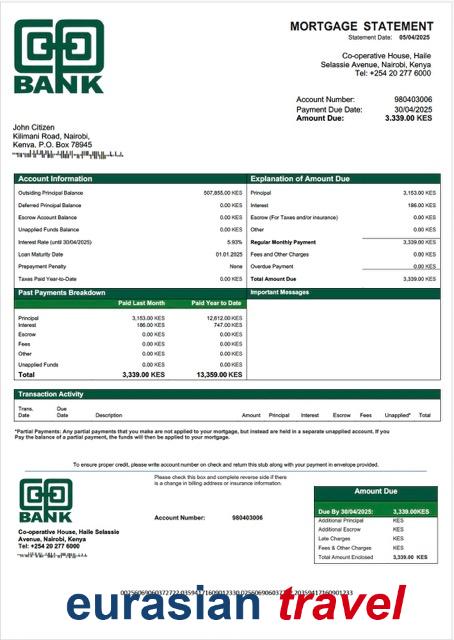 MORTGAGE STATEMENT
Statement Date: 05/04/2025
BANK
Co-operative House, Haile
Selassie Avenue, Nairobi, Kenya
Tel: +254 20 277 6000
Account Number: 980403006
Payment Due Date: 30/04/2025
Amount Due: 3.339.00 KES
John Citizen
Kilimani Road, Nairobi,
Kenva, P.O. Box 78945
Account Information
Outsiding Principal Balance 507,855.00 KES
Deferred Principal Balance 0.00 KES
Escrow Account Balance 0.00 KES
Unapplied Funds Balance 0.00 KES
Interest Rate (until 30/04/2025) 5.93%
Loan Maturity Date 01.01.2025
Prepayment Penalty None
Taxes Paid Year-to-Date 0.00 KES
Explanation of Amount Due
Principal 3,153.00 KES
Interest 186.00 KES
Escrow (For Taxes and/or insurance) 0.00 KES
Other 0.00 KES
Regular Monthly Payment 3,339.00 KES
Fees and Other Charges 0.00 KES
Overdue Payment 0.00 KES
Total Amount Due 3,339.00 KES
Past Payments Breakdown
Paid Last Month Paid Year to Date
Principal 3,153.00 KES 12,612.00 KES
Interest 186.00 KES 747.00 KES
Escrow 0.00 KES 0.00 KES
Fees 0.00 KES 0.00 KES
Other 0.00 KES 0.00 KES
Unapplied Funds 0.00 KES 0.00 KES
Total 3,339.00 KES 13,359.00 KES
Important Messages
Transaction Activity
Trans. Date Due Date Description Amount Principal Interest Escrow Fees Unapplied* Total
*Partial Payments: Any partial payments that you make are not applied to your mortgage, but instead are held in a separate unapplied account. If you
Pay the balance of a partial payment, the funds will then be applied to your mortgage.
To ensure proper credit, please write account number on check and return this stub along with your payment in envelope provided.
BANK
Please check this box and complete reverse side if there
is a change in billing address or insurance information.
Account Number: 980403006
Co-operative House, Haile Selassie
Avenue, Nairobi, Kenya
Tel: +254 20 277 6000
Amount Due
Due By 30/04/2025: 3,339.00KES
Additional Principal KES
Additional Escrow KES
Late Charges KES
Fees & Other Charges KES
Total Amount Enclosed 3,339.00 KES
eurasian travel